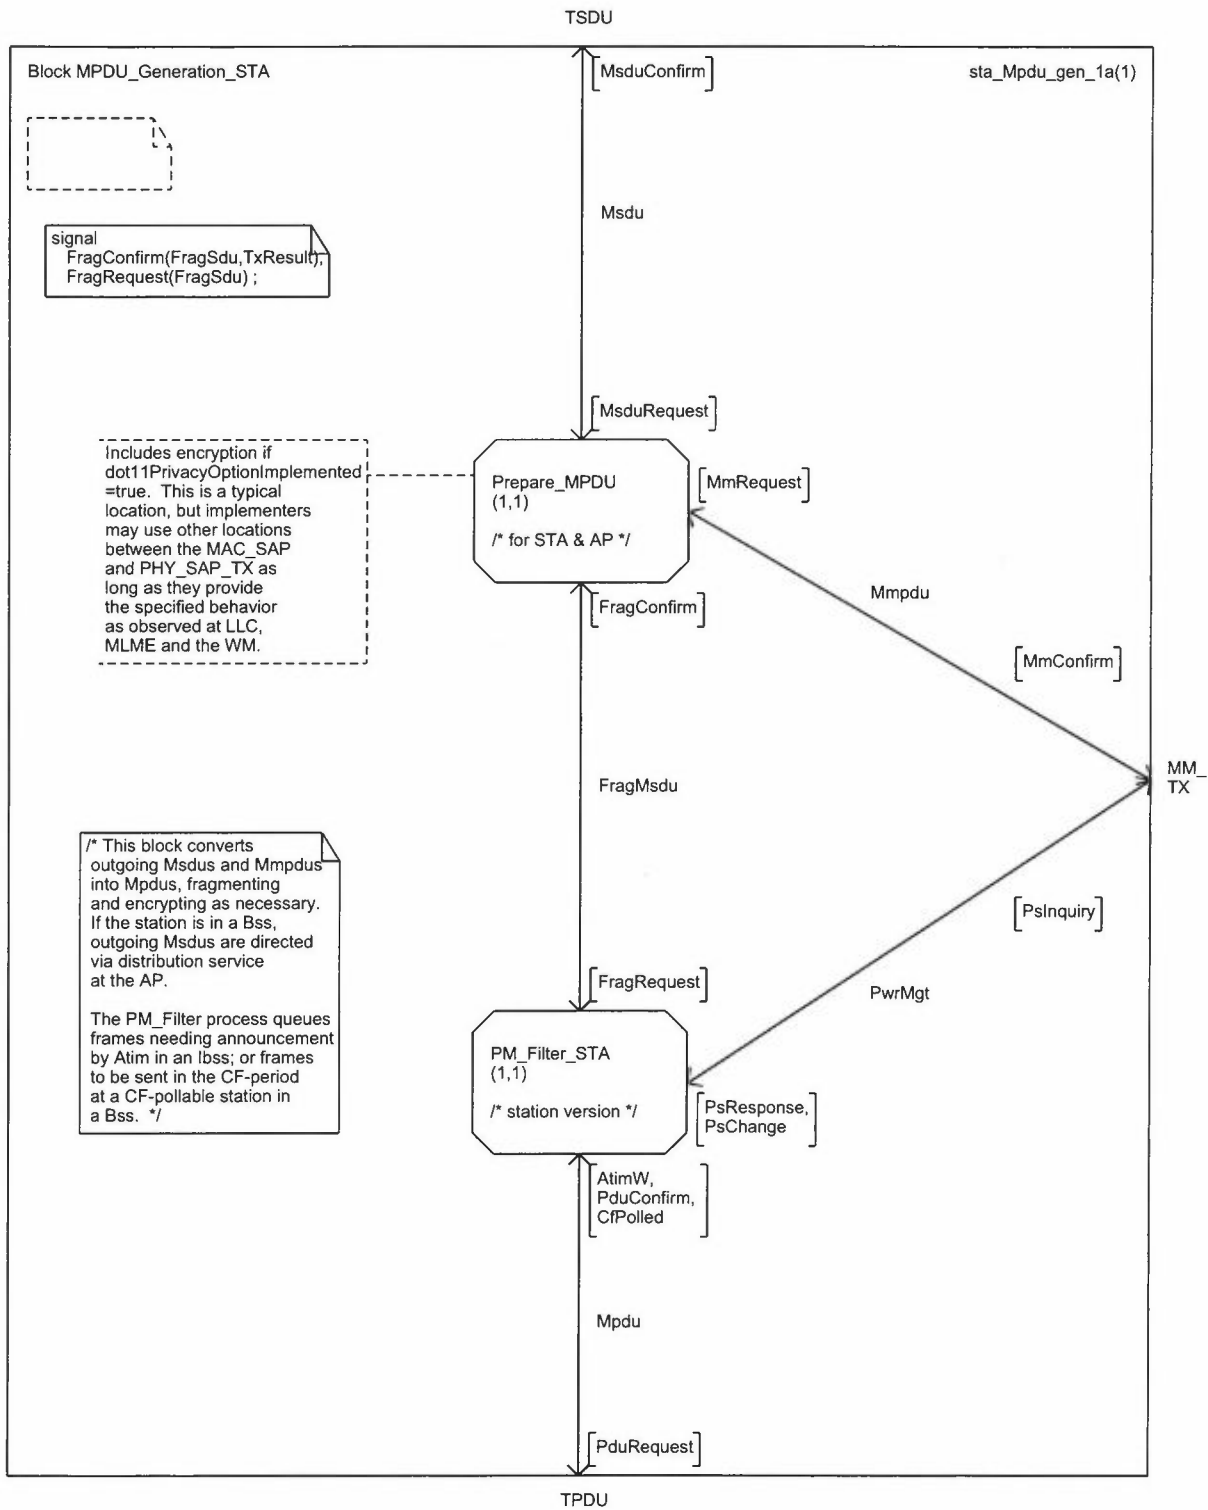 TSDU
Block MPDU_Generation_STA
[MsduConfirm]
sta_Mpdu_gen_1a(1)
signal
FragConfirm(FragSdu,TxResult),
FragRequest(FragSdu) ;
Msdu
[MsduRequest]
Includes encryption if
dot11PrivacyOptionImplemented
=true.  This is a typical
location, but implementers
may use other locations
between the MAC_SAP
and PHY_SAP_TX as
long as they provide
the specified behavior
as observed at LLC,
MLME and the WM.
Prepare_MPDU
(1,1)
/* for STA & AP */
[MmRequest]
[FragConfirm]
Mmpdu
[MmConfirm]
FragMsdu
MM_
TX
/* This block converts
outgoing Msdus and Mmpdus
into Mpdus, fragmenting
and encrypting as necessary.
If the station is in a Bss,
outgoing Msdus are directed
via distribution service
at the AP.
The PM_Filter process queues
frames needing announcement
by Atim in an Ibss; or frames
to be sent in the CF-period
at a CF-pollable station in
a Bss.  */
[PsInquiry]
[FragRequest]
PwrMgt
PM_Filter_STA
(1,1)
/* station version */
[PsResponse,
PsChange]
[AtimW,
PduConfirm,
CfPolled]
Mpdu
[PduRequest]
TPDU